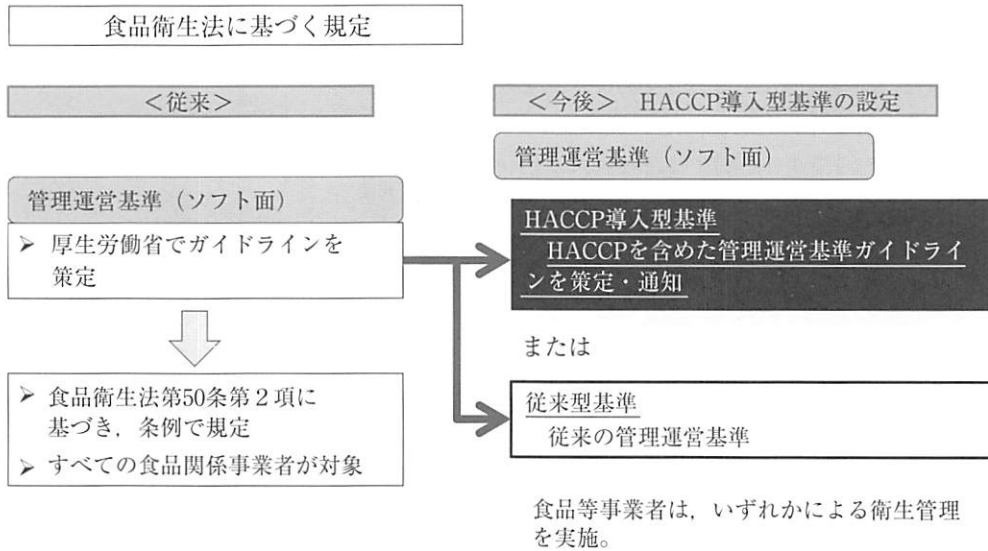 食品衛生法に基づく規定
＜従来＞
管理運営基準（ソフト面）
➢ 厚生労働省でガイドラインを
策定
➢ 食品衛生法第50条第２項に
基づき，条例で規定
➢ すべての食品関係事業者が対象
＜今後＞　HACCP導入型基準の設定
管理運営基準（ソフト面）
HACCP導入型基準
HACCPを含めた管理運営基準ガイドライ
ンを策定・通知
または
従来型基準
従来の管理運営基準
食品等事業者は，いずれかによる衛生管理
を実施。